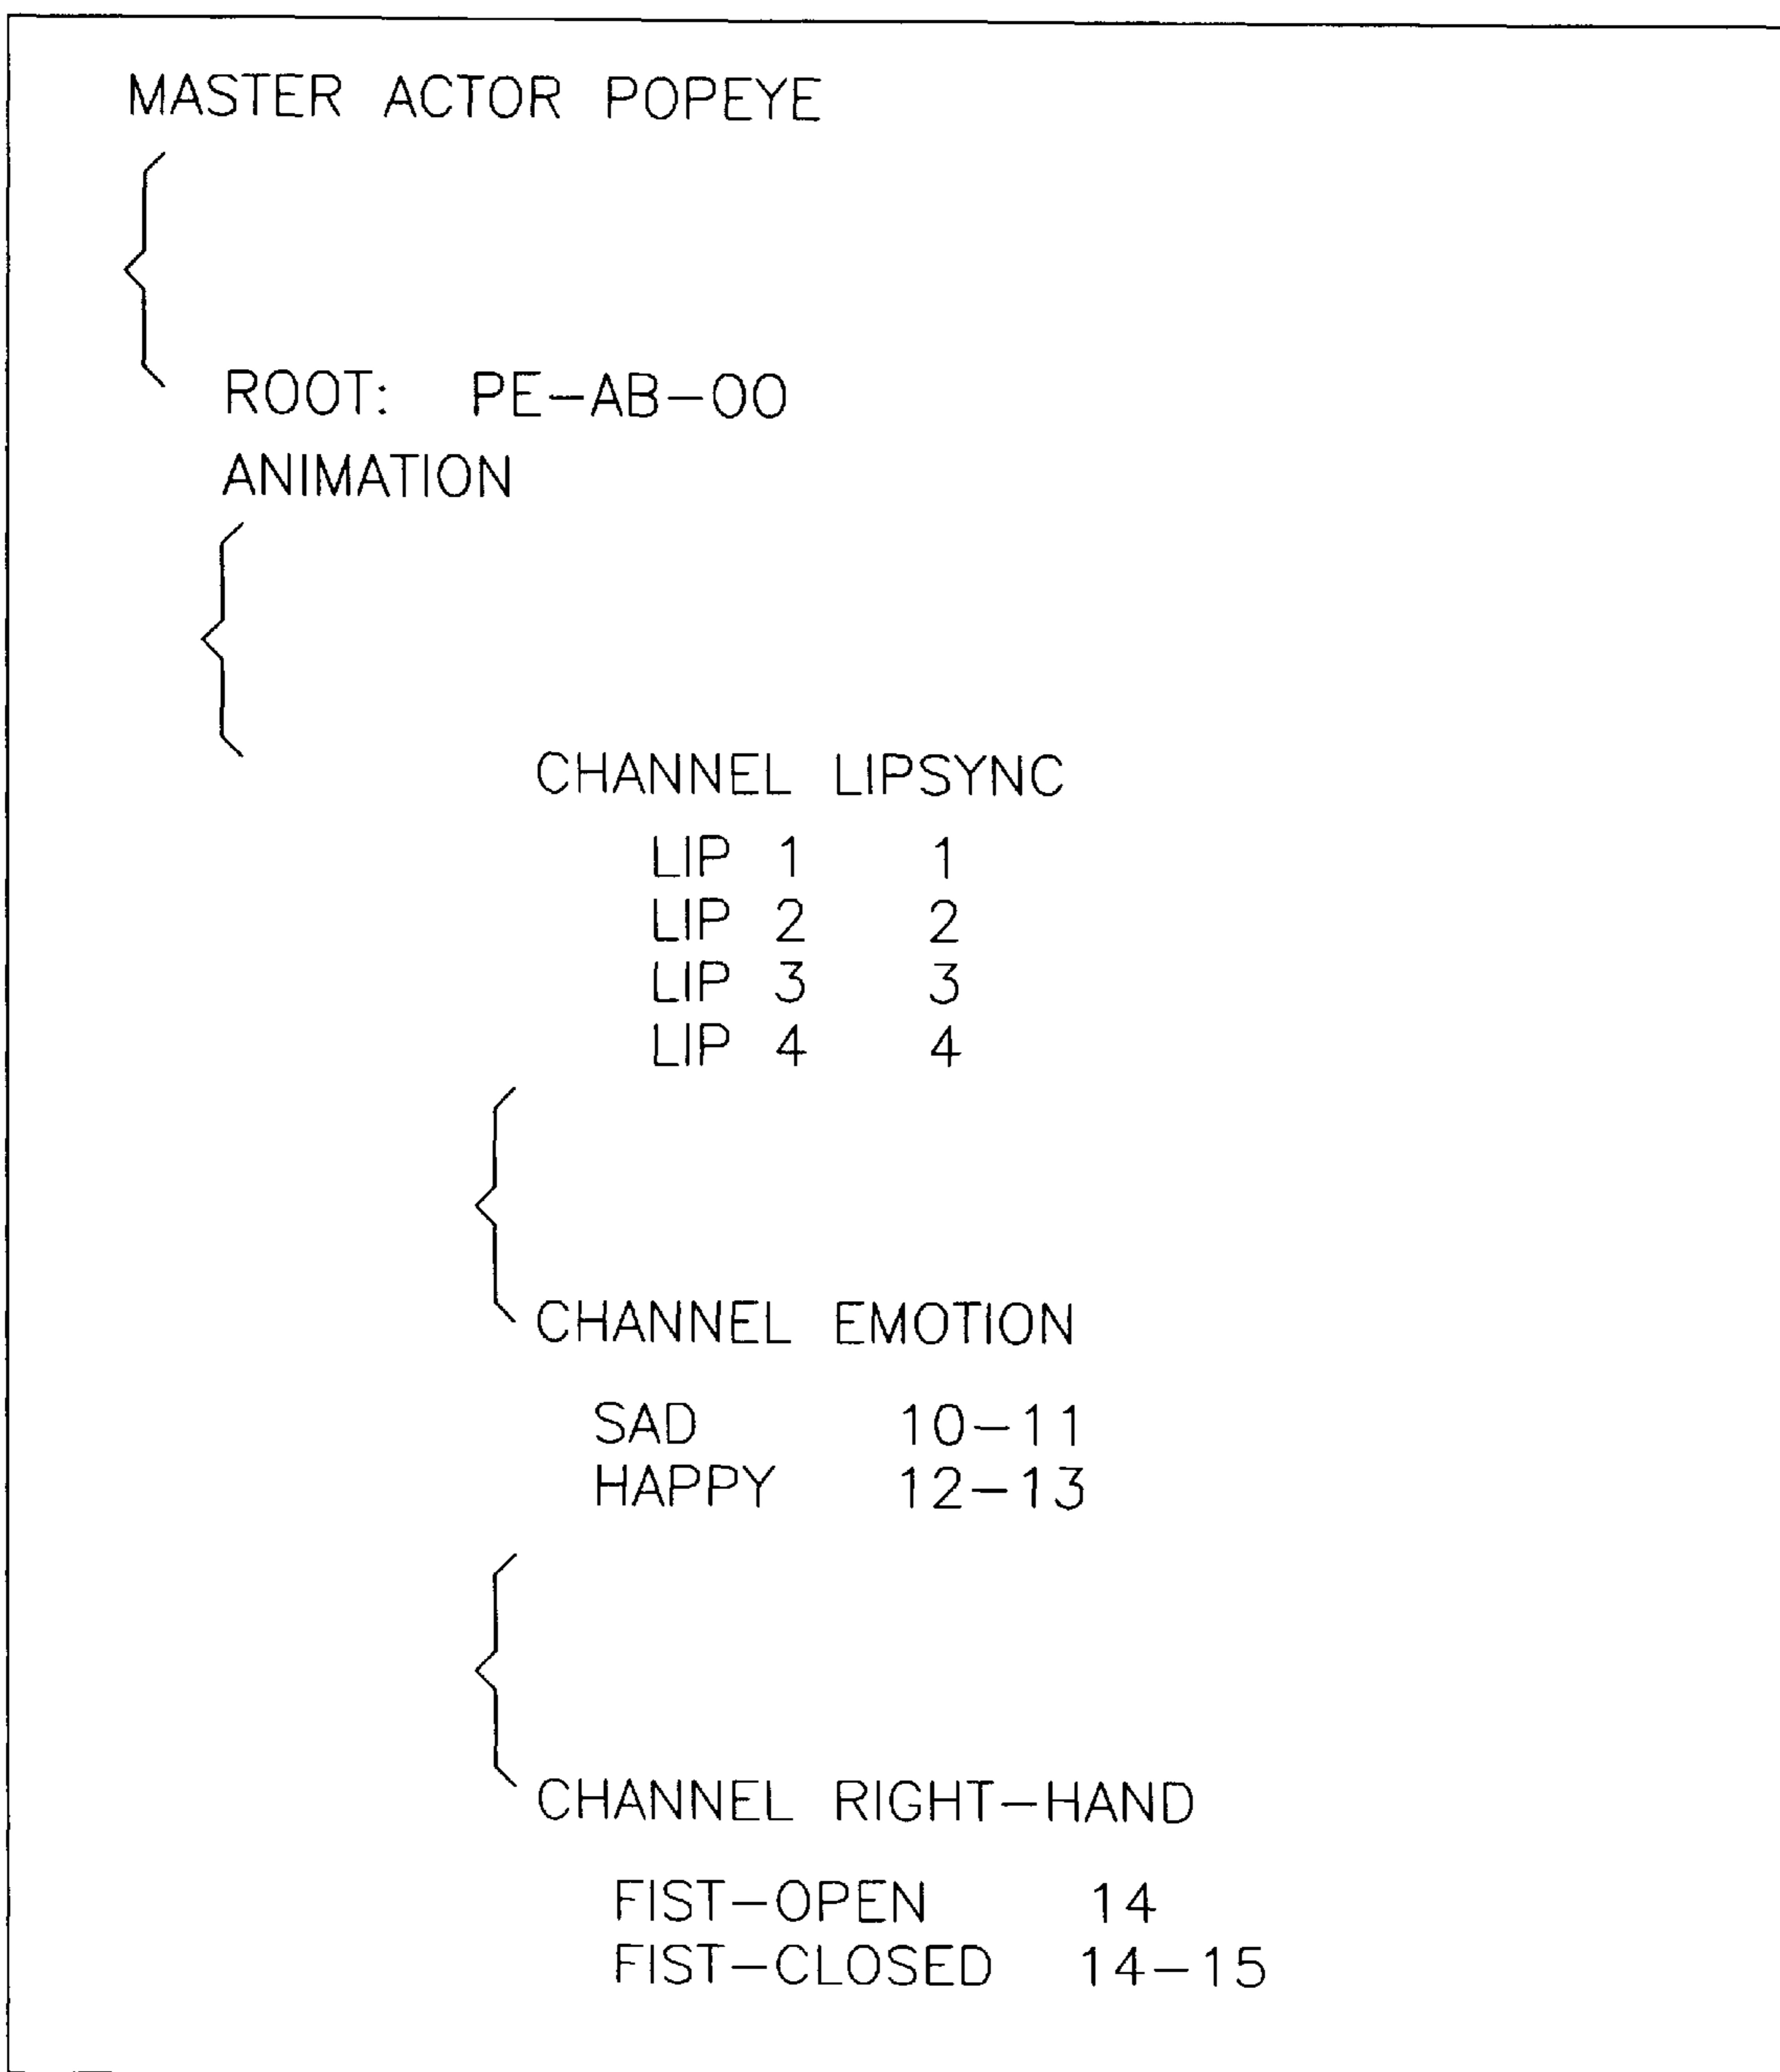 MASTER ACTOR POPEYE
{
ROOT: PE-AB-00
ANIMATION
{
CHANNEL LIPSYNC
LIP 1 1
LIP 2 2
LIP 3 3
LIP 4 4
{
CHANNEL EMOTION
SAD 10-11
HAPPY 12-13
{
CHANNEL RIGHT-HAND
FIST-OPEN 14
FIST-CLOSED 14-15